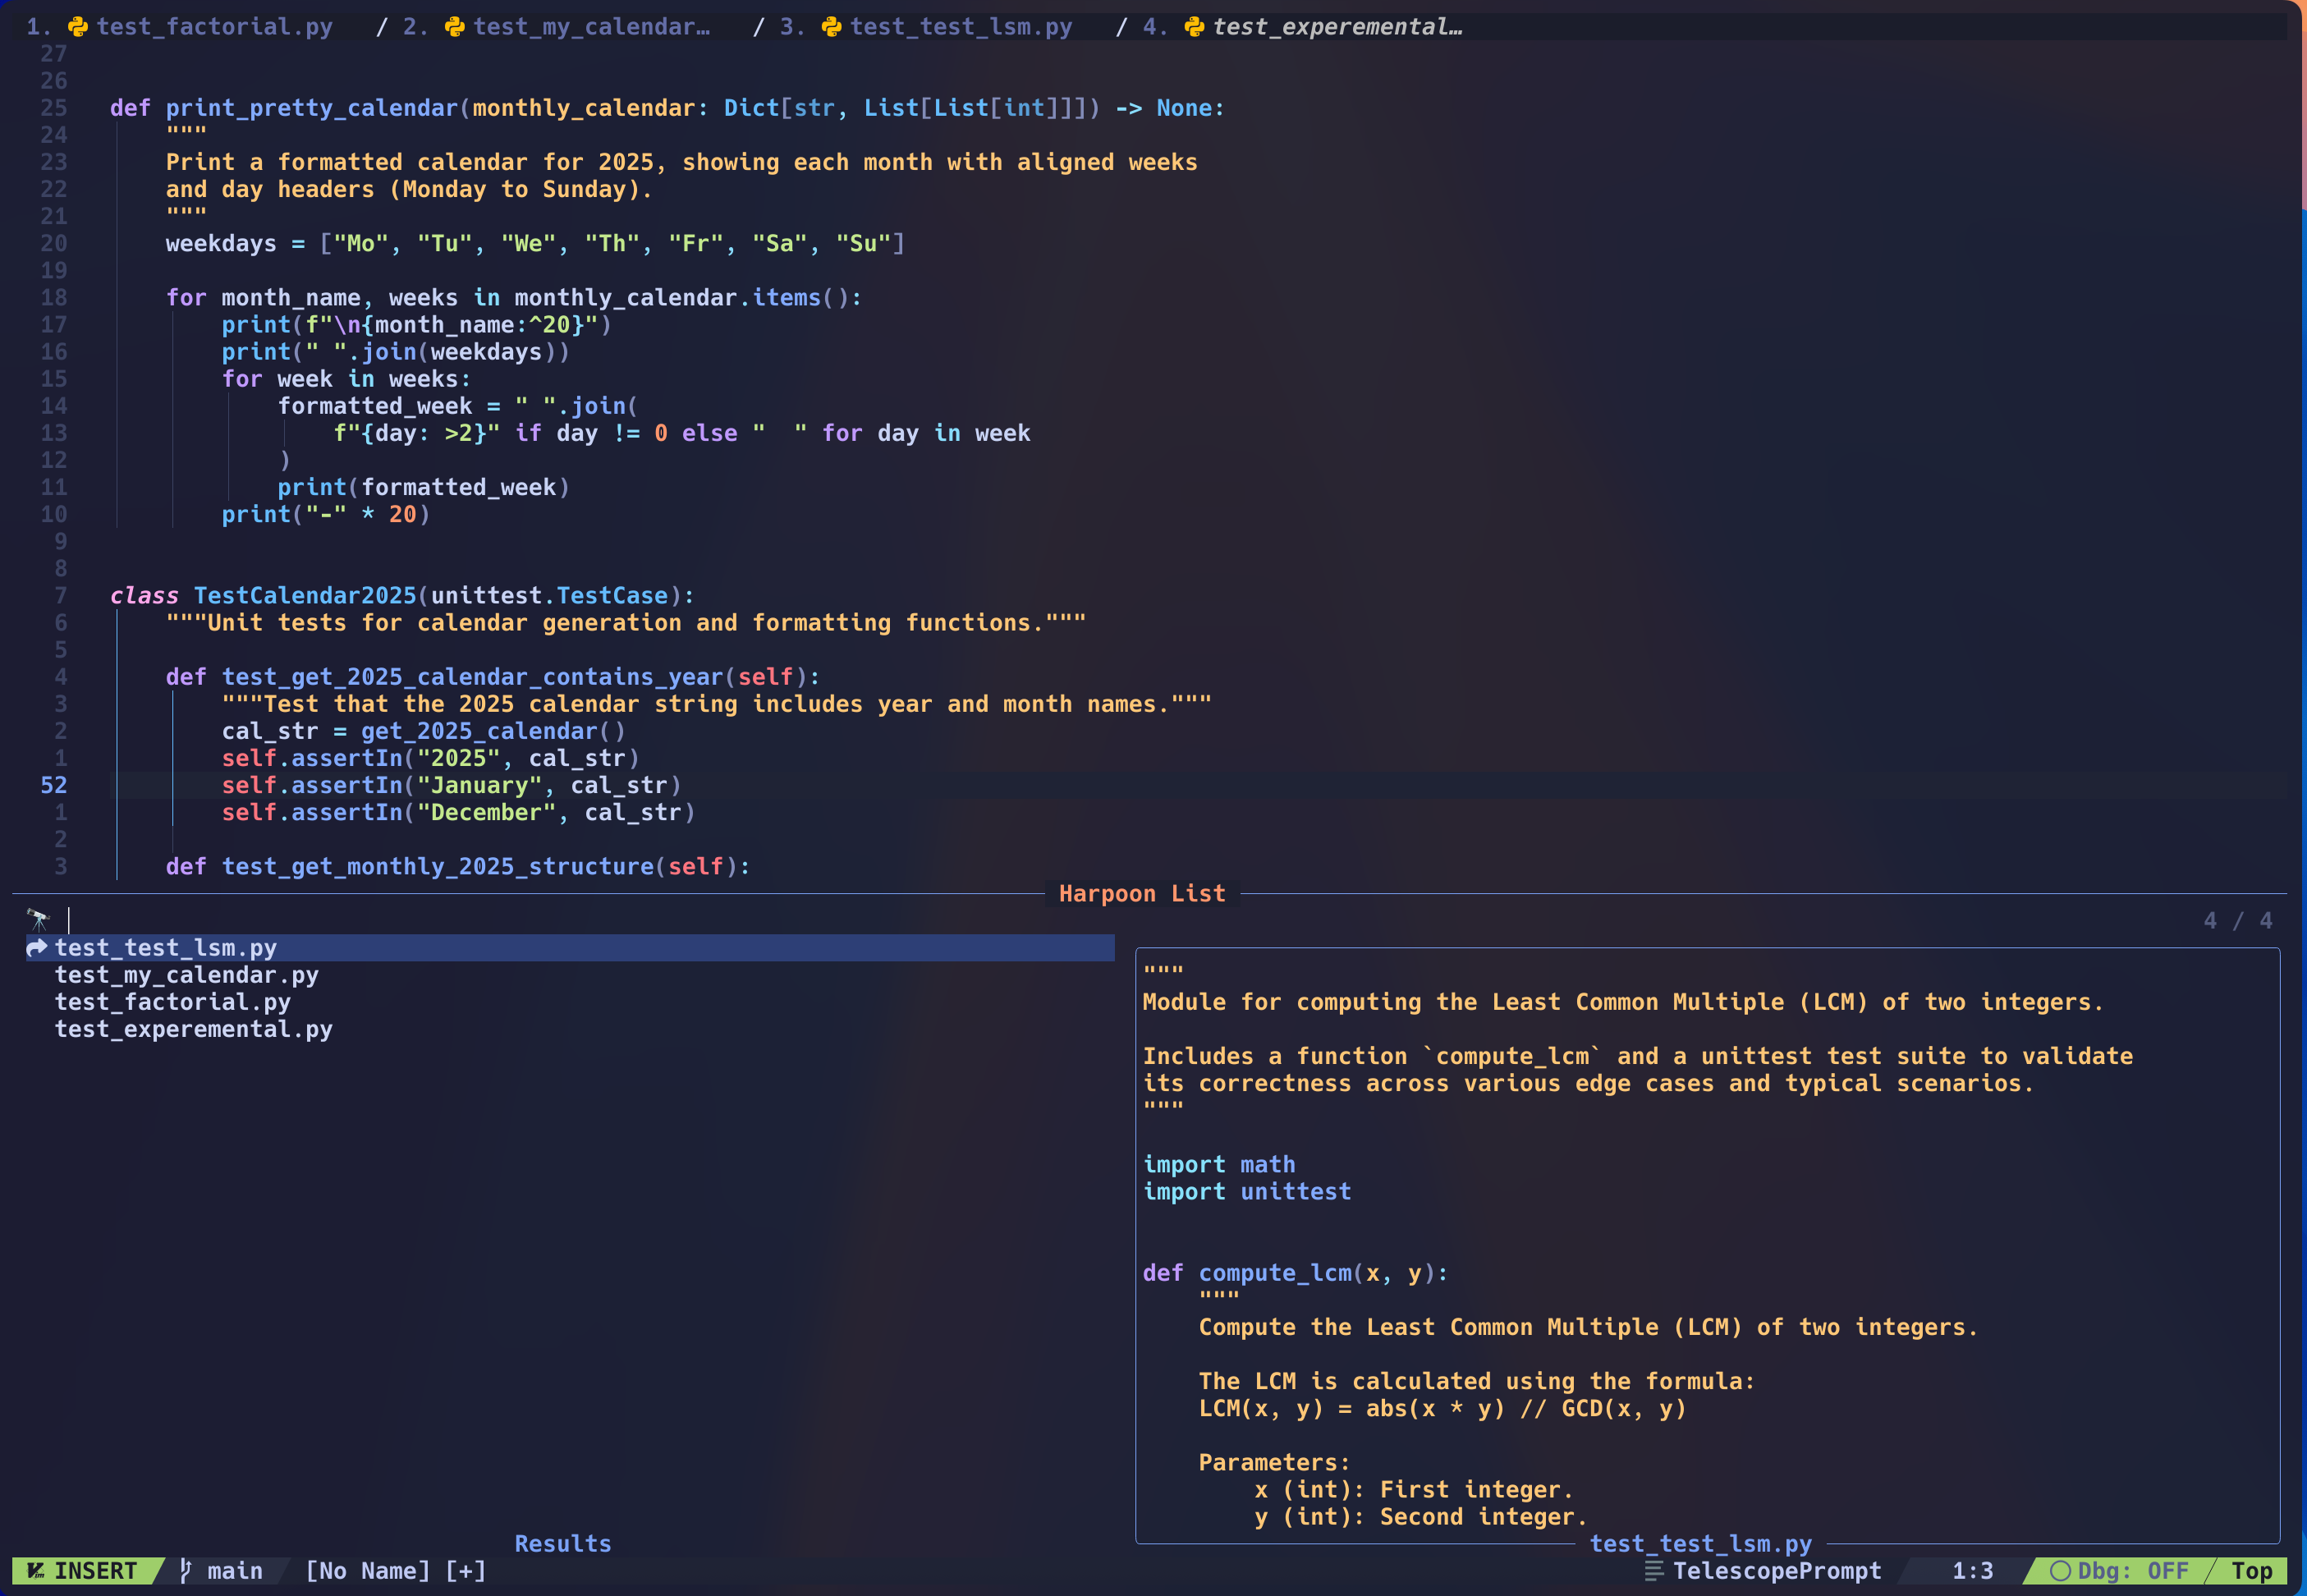 1. test_factorial.py / 2. test_my_calendar… / 3. test_test_lsm.py / 4. test_experemental…
27
26
25 def print_pretty_calendar(monthly_calendar: Dict[str, List[List[int]]]) -> None:
24     """
23     Print a formatted calendar for 2025, showing each month with aligned weeks
22     and day headers (Monday to Sunday).
21     """
20     weekdays = ["Mo", "Tu", "We", "Th", "Fr", "Sa", "Su"]
19
18     for month_name, weeks in monthly_calendar.items():
17         print(f"\n{month_name:^20}")
16         print(" ".join(weekdays))
15         for week in weeks:
14             formatted_week = " ".join(
13                 f"{day: >2}" if day != 0 else "  " for day in week
12             )
11             print(formatted_week)
10         print("-" * 20)
9
8
7 class TestCalendar2025(unittest.TestCase):
6     """Unit tests for calendar generation and formatting functions."""
5
4     def test_get_2025_calendar_contains_year(self):
3         """Test that the 2025 calendar string includes year and month names."""
2         cal_str = get_2025_calendar()
1         self.assertIn("2025", cal_str)
52         self.assertIn("January", cal_str)
1         self.assertIn("December", cal_str)
2
3     def test_get_monthly_2025_structure(self):
Harpoon List
4 / 4
test_test_lsm.py
test_my_calendar.py
test_factorial.py
test_experemental.py
Results
"""
Module for computing the Least Common Multiple (LCM) of two integers.
Includes a function `compute_lcm` and a unittest test suite to validate
its correctness across various edge cases and typical scenarios.
"""
import math
import unittest
def compute_lcm(x, y):
    """
    Compute the Least Common Multiple (LCM) of two integers.
    The LCM is calculated using the formula:
    LCM(x, y) = abs(x * y) // GCD(x, y)
    Parameters:
        x (int): First integer.
        y (int): Second integer.
test_test_lsm.py
INSERT main [No Name] [+] TelescopePrompt 1:3 Dbg: OFF Top